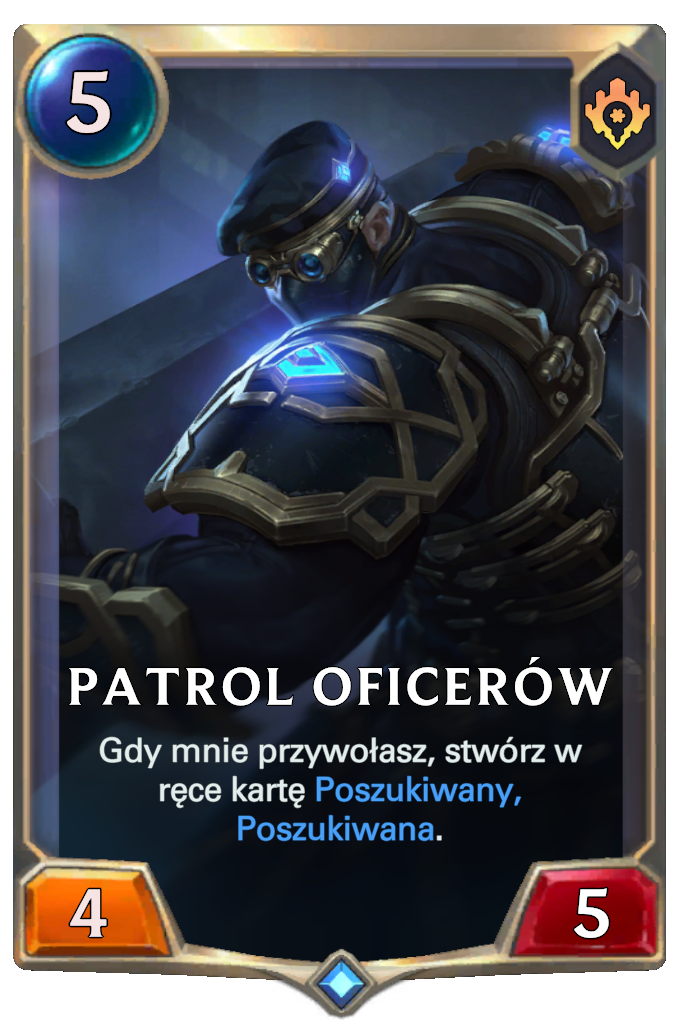 5
PATROL OFICERÓW
Gdy mnie przywołasz, stwórz w
ręce kartę Poszukiwany,
Poszukiwana.
4
5